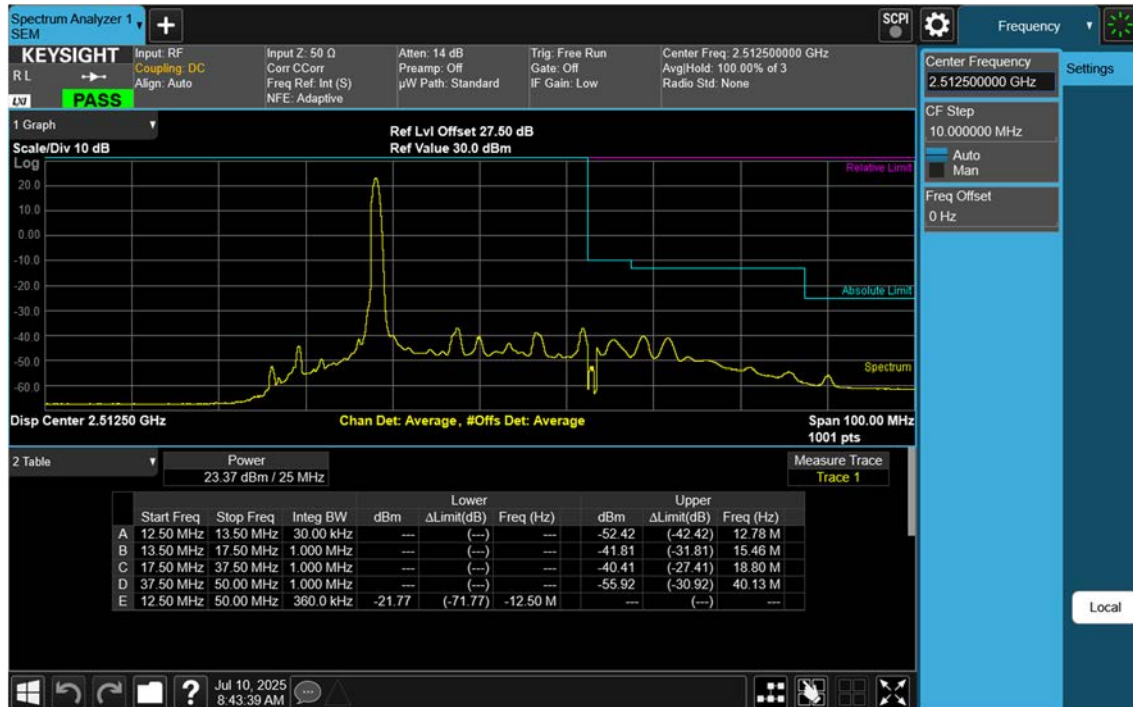 Spectrum Analyzer 1
SEM
SCPI
Frequency
KEYSIGHT
R L
LXI
PASS
Input: RF
Coupling: DC
Align: Auto
Input Z: 50 Ω
Corr CCorr
Freq Ref: Int (S)
NFE: Adaptive
Atten: 14 dB
Preamp: Off
µW Path: Standard
Trig: Free Run
Gate: Off
IF Gain: Low
Center Freq: 2.512500000 GHz
Avg|Hold: 100.00% of 3
Radio Std: None
Center Frequency
2.512500000 GHz
Settings
CF Step
10.000000 MHz
Auto
Man
Freq Offset
0 Hz
Local
1 Graph
Scale/Div 10 dB
Ref Lvl Offset 27.50 dB
Ref Value 30.0 dBm
Log
20.0
10.0
0.00
-10.0
-20.0
-30.0
-40.0
-50.0
-60.0
Relative Limit
Absolute Limit
Spectrum
Disp Center 2.51250 GHz
Chan Det: Average, #Offs Det: Average
Span 100.00 MHz
1001 pts
2 Table
Power
23.37 dBm / 25 MHz
Measure Trace
Trace 1
Lower Upper
Start Freq Stop Freq Integ BW dBm ΔLimit(dB) Freq (Hz) dBm ΔLimit(dB) Freq (Hz)
A 12.50 MHz 13.50 MHz 30.00 kHz --- (---) --- -52.42 (-42.42) 12.78 M
B 13.50 MHz 17.50 MHz 1.000 MHz --- (---) --- -41.81 (-31.81) 15.46 M
C 17.50 MHz 37.50 MHz 1.000 MHz --- (---) --- -40.41 (-27.41) 18.80 M
D 37.50 MHz 50.00 MHz 1.000 MHz --- (---) --- -55.92 (-30.92) 40.13 M
E 12.50 MHz 50.00 MHz 360.0 kHz -21.77 (-71.77) -12.50 M --- (---) ---
?
Jul 10, 2025
8:43:39 AM